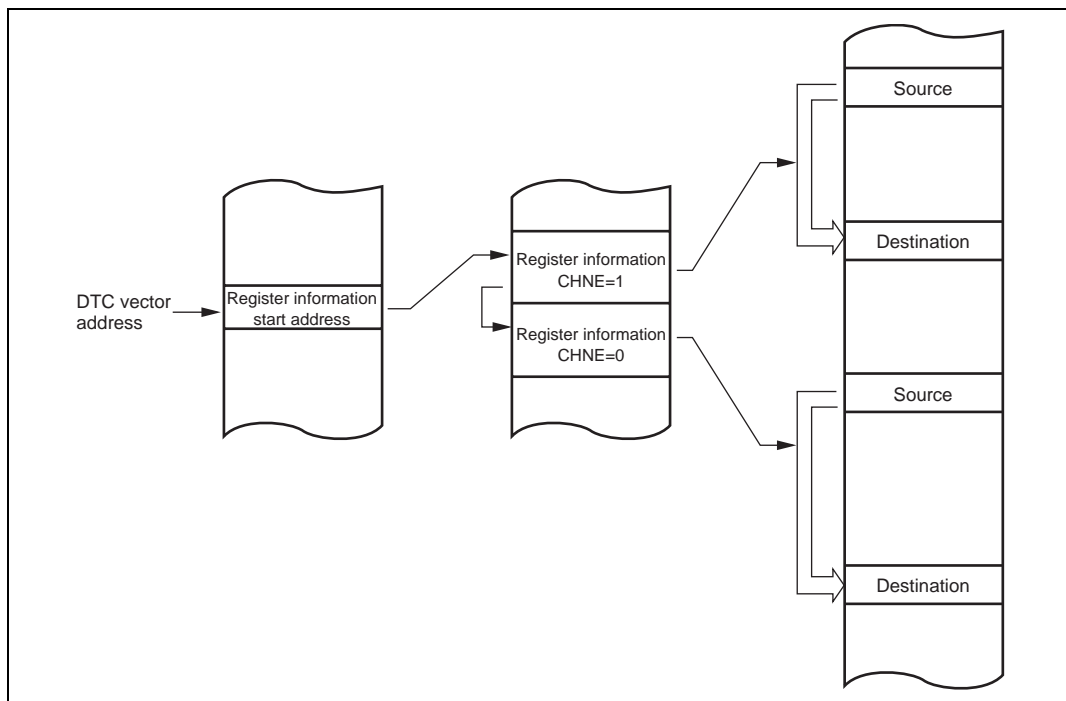 DTC vector
address
Register information
start address
Register information
CHNE=1
Register information
CHNE=0
Source
Destination
Source
Destination